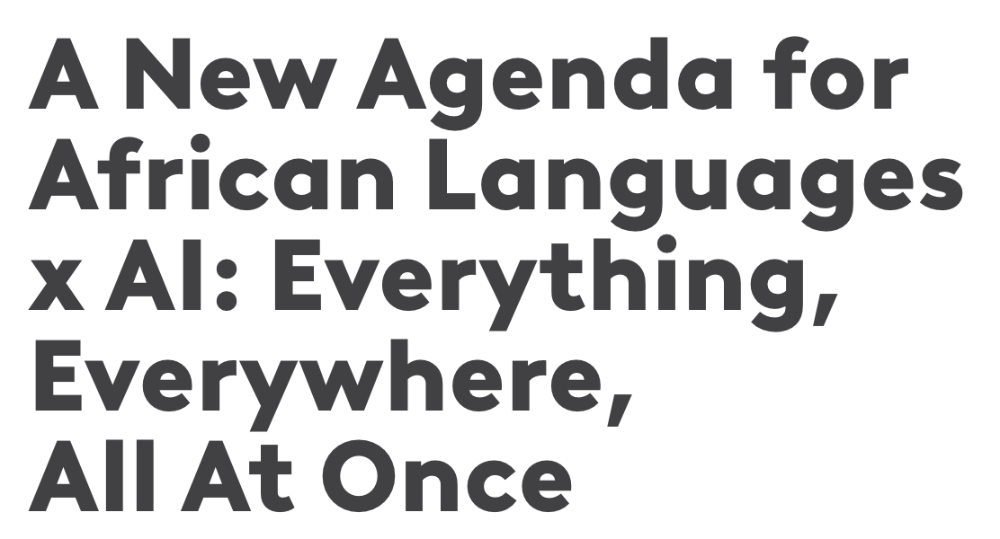 A New Agenda for
African Languages
x AI: Everything,
Everywhere,
All At Once